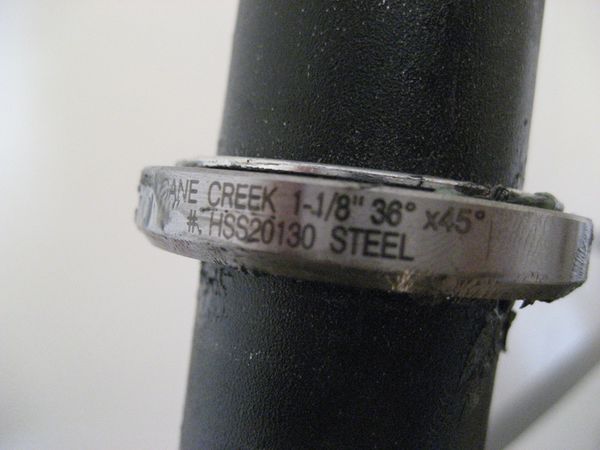 ANE CREEK 1-1/8" 36° x45°
#. HSS20130 STEEL